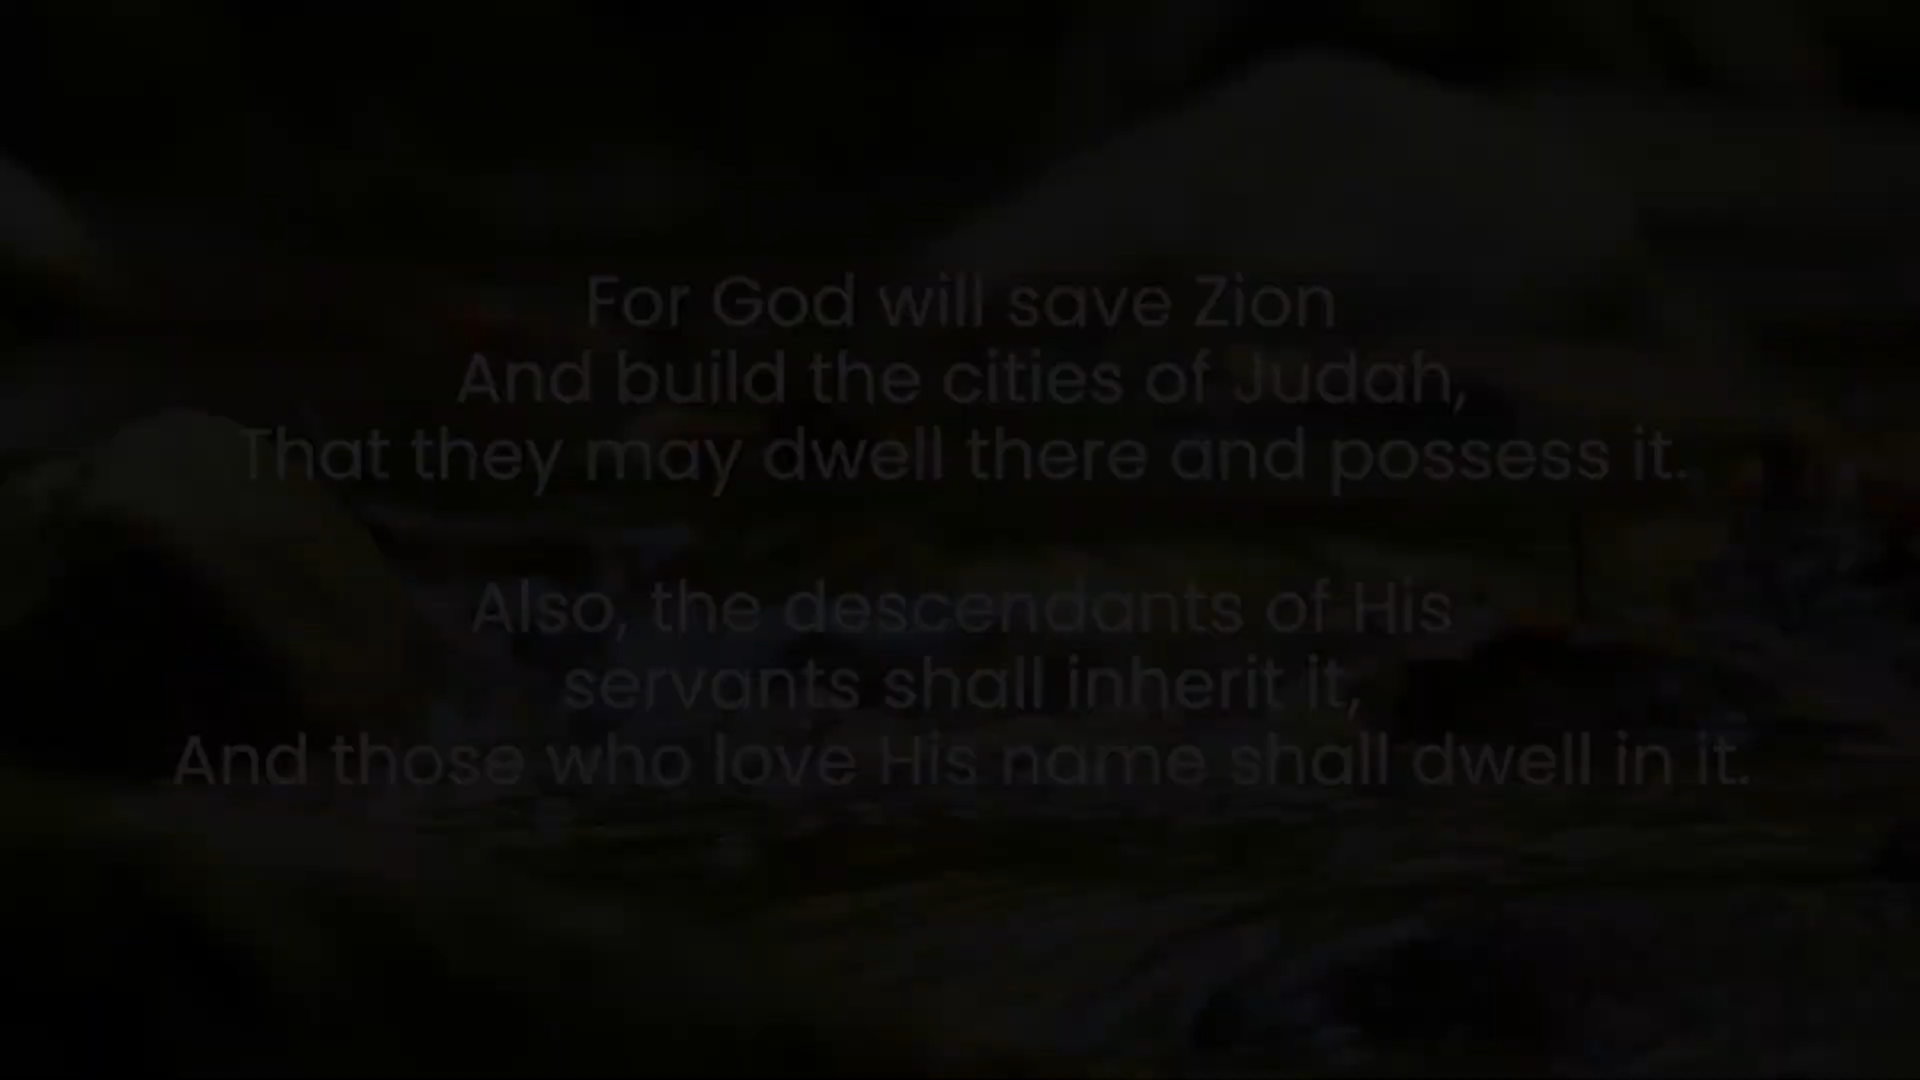 For God will save Zion
And build the cities of Judah,
That they may dwell there and possess it.
Also, the descendants of His
servants shall inherit it,
And those who love His name shall dwell in it.